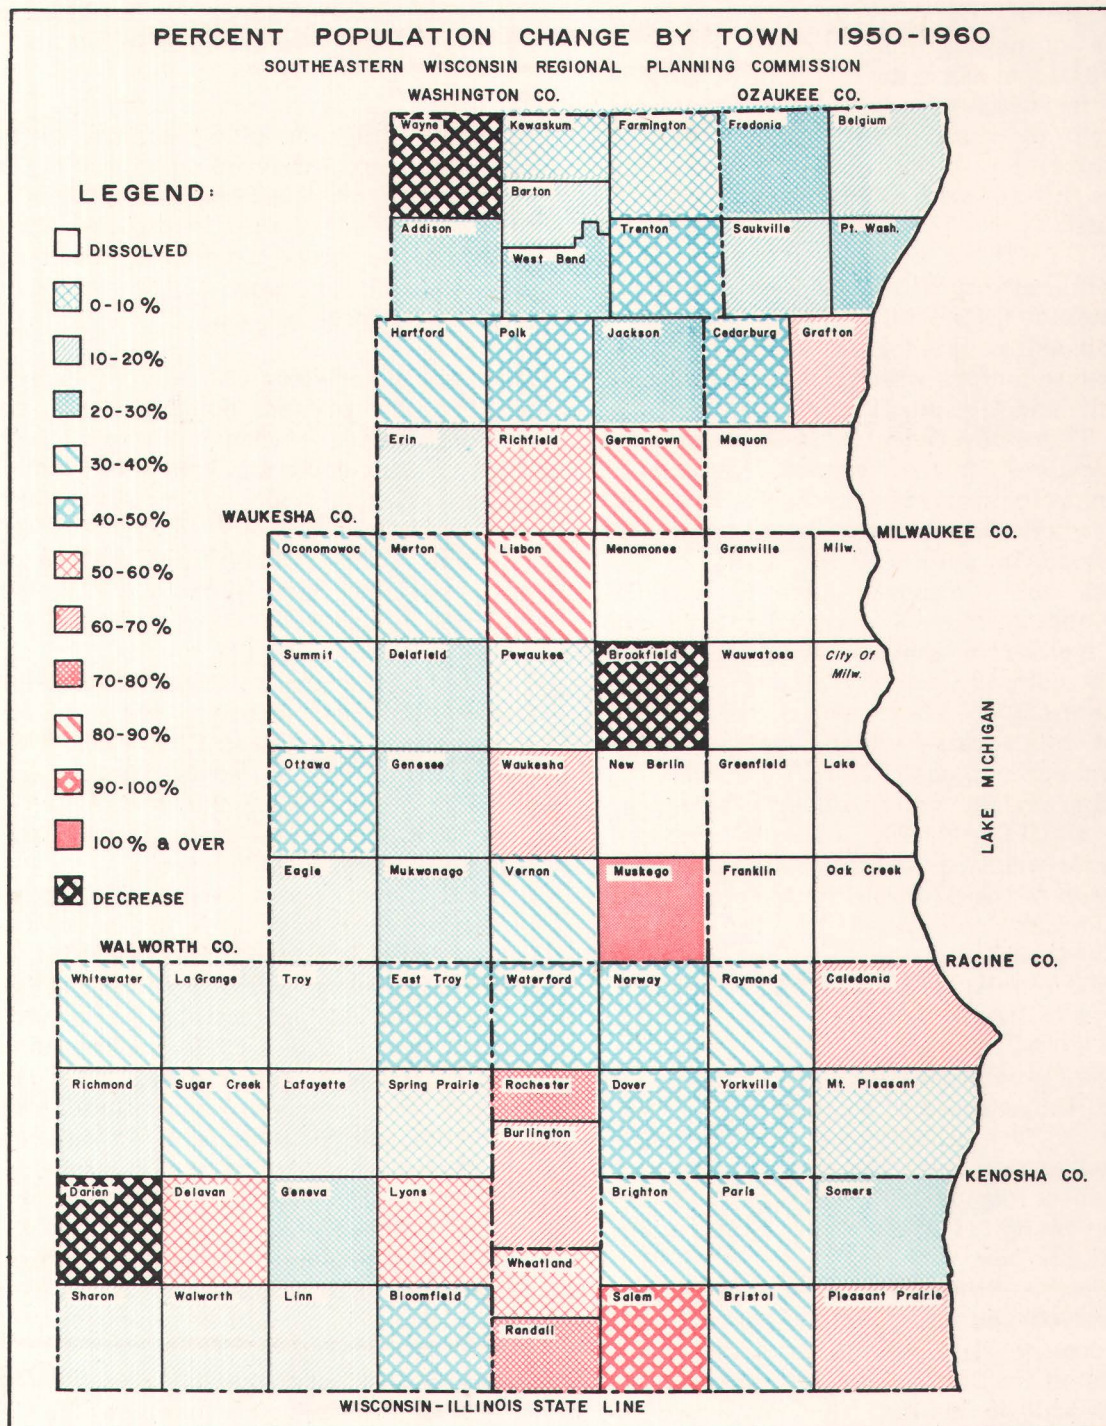 PERCENT POPULATION CHANGE BY TOWN 1950-1960
SOUTHEASTERN WISCONSIN REGIONAL PLANNING COMMISSION
WASHINGTON CO. OZAUKEE CO.
LEGEND:
DISSOLVED
0-10%
10-20%
20-30%
30-40%
40-50%
50-60%
60-70%
70-80%
80-90%
90-100%
100% & OVER
DECREASE
Wayne Kewaskum Farmington Fredonia Belgium
Barton
Addison Trenton Saukville Pt. Wash.
West Bend
Hartford Polk Jackson Cedarburg Grafton
Erin Richfield Germantown Mequon
WAUKESHA CO. MILWAUKEE CO.
Oconomowoc Merton Lisbon Menomonee Granville Milw.
Summit Delafield Pewaukee Brookfield Wauwatosa City Of
Milw.
LAKE MICHIGAN
Ottawa Genesee Waukesha New Berlin Greenfield Lake
Eagle Mukwonago Vernon Muskego Franklin Oak Creek
WALWORTH CO. RACINE CO.
Whitewater La Grange Troy East Troy Waterford Norway Raymond Caledonia
Richmond Sugar Creek Lafayette Spring Prairie Rochester Dover Yorkville Mt. Pleasant
Burlington
KENOSHA CO.
Darien Delavan Geneva Lyons Brighton Paris Somers
Wheatland
Sharon Walworth Linn Bloomfield Salem Bristol Pleasant Prairie
Randall
WISCONSIN-ILLINOIS STATE LINE